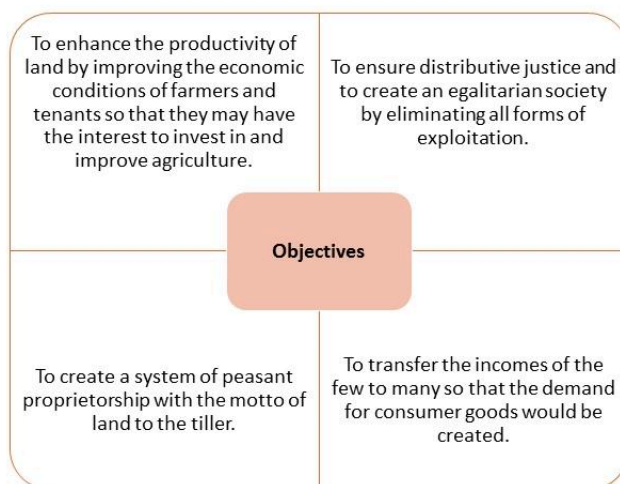 To enhance the productivity of
land by improving the economic
conditions of farmers and
tenants so that they may have
the interest to invest in and
improve agriculture.
To ensure distributive justice and
to create an egalitarian society
by eliminating all forms of
exploitation.
Objectives
To create a system of peasant
proprietorship with the motto of
land to the tiller.
To transfer the incomes of the
few to many so that the demand
for consumer goods would be
created.